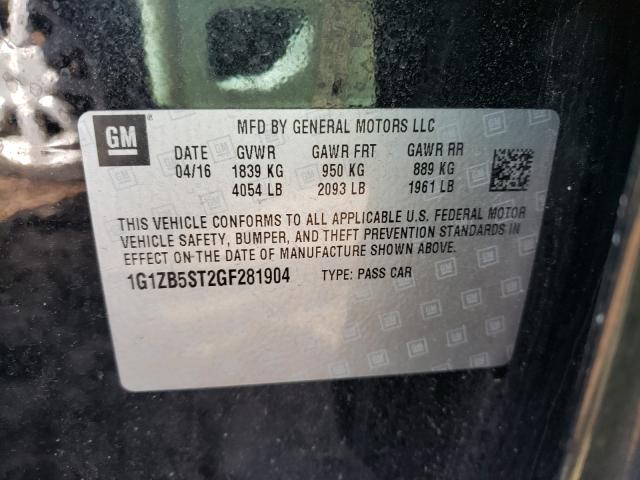 GM ® MFD BY GENERAL MOTORS LLC
DATE GVWR GAWR FRT GAWR RR
04/16 1839 KG 950 KG 889 KG
4054 LB 2093 LB 1961 LB
THIS VEHICLE CONFORMS TO ALL APPLICABLE U.S. FEDERAL MOTOR
VEHICLE SAFETY, BUMPER, AND THEFT PREVENTION STANDARDS IN
EFFECT ON THE DATE OF MANUFACTURE SHOWN ABOVE.
1G1ZB5ST2GF281904 TYPE: PASS CAR